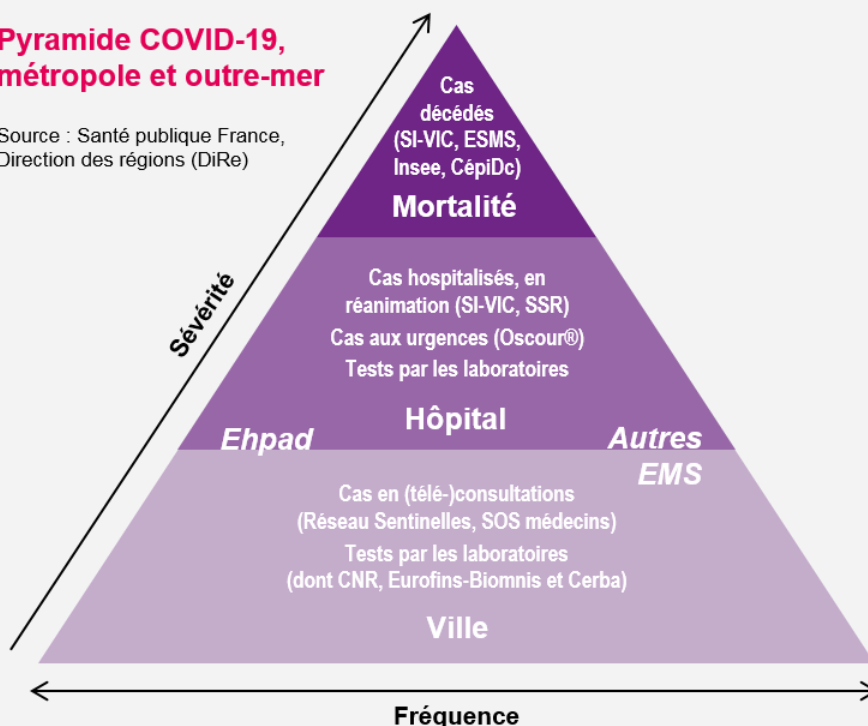 Pyramide COVID-19,
métropole et outre-mer
Source : Santé publique France,
Direction des régions (DiRe)
Cas
décédés
(SI-VIC, ESMS,
Insee, CépiDc)
Mortalité
Sévérité
Cas hospitalisés, en
réanimation (SI-VIC, SSR)
Cas aux urgences (Oscour®)
Tests par les laboratoires
Hôpital
Ehpad
Autres
EMS
Cas en (télé-)consultations
(Réseau Sentinelles, SOS médecins)
Tests par les laboratoires
(dont CNR, Eurofins-Biomnis et Cerba)
Ville
Fréquence